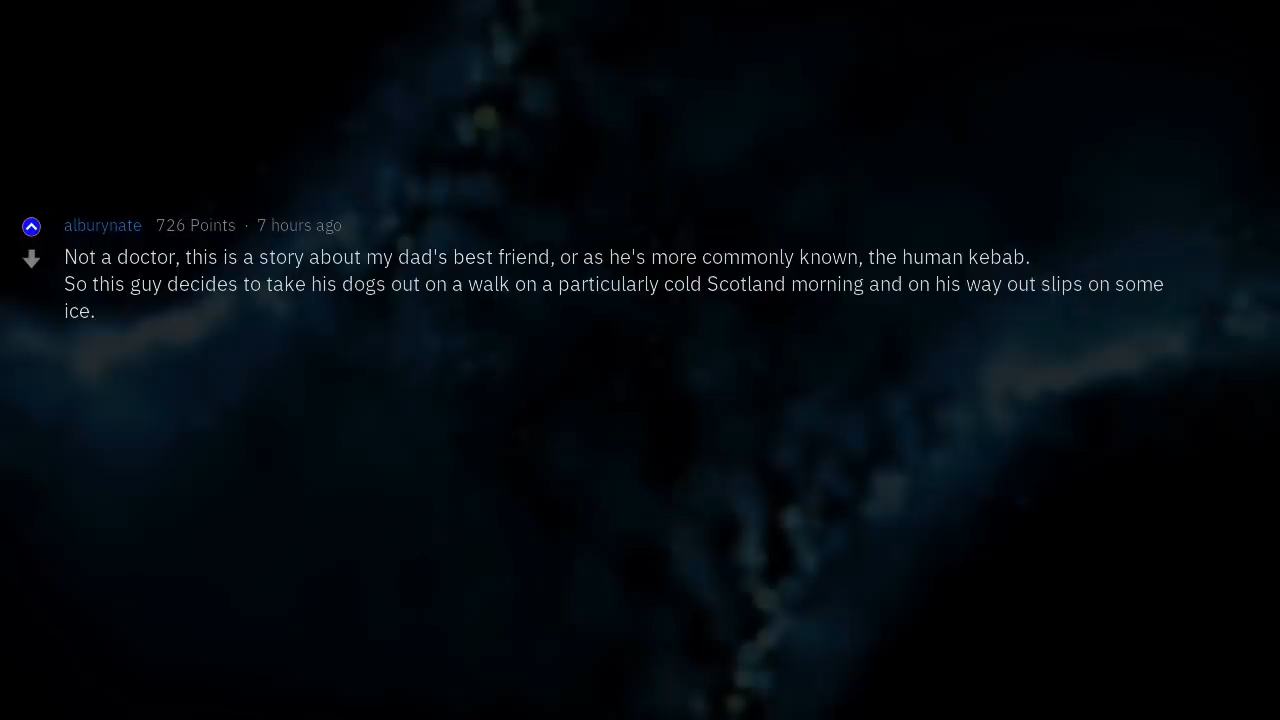 alburynate 726 Points · 7 hours ago
Not a doctor, this is a story about my dad's best friend, or as he's more commonly known, the human kebab.
So this guy decides to take his dogs out on a walk on a particularly cold Scotland morning and on his way out slips on some
ice.